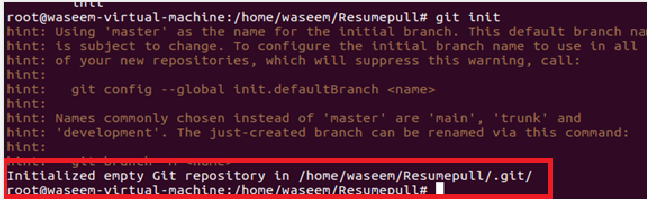 init
root@waseem-virtual-machine:/home/waseem/Resumepull# git init
hint: Using 'master' as the name for the initial branch. This default branch na
hint: is subject to change. To configure the initial branch name to use in all
hint: of your new repositories, which will suppress this warning, call:
hint:
hint:   git config --global init.defaultBranch <name>
hint:
hint: Names commonly chosen instead of 'master' are 'main', 'trunk' and
hint: 'development'. The just-created branch can be renamed via this command:
hint:
hint:   git branch -m <name>
Initialized empty Git repository in /home/waseem/Resumepull/.git/
root@waseem-virtual-machine:/home/waseem/Resumepull#